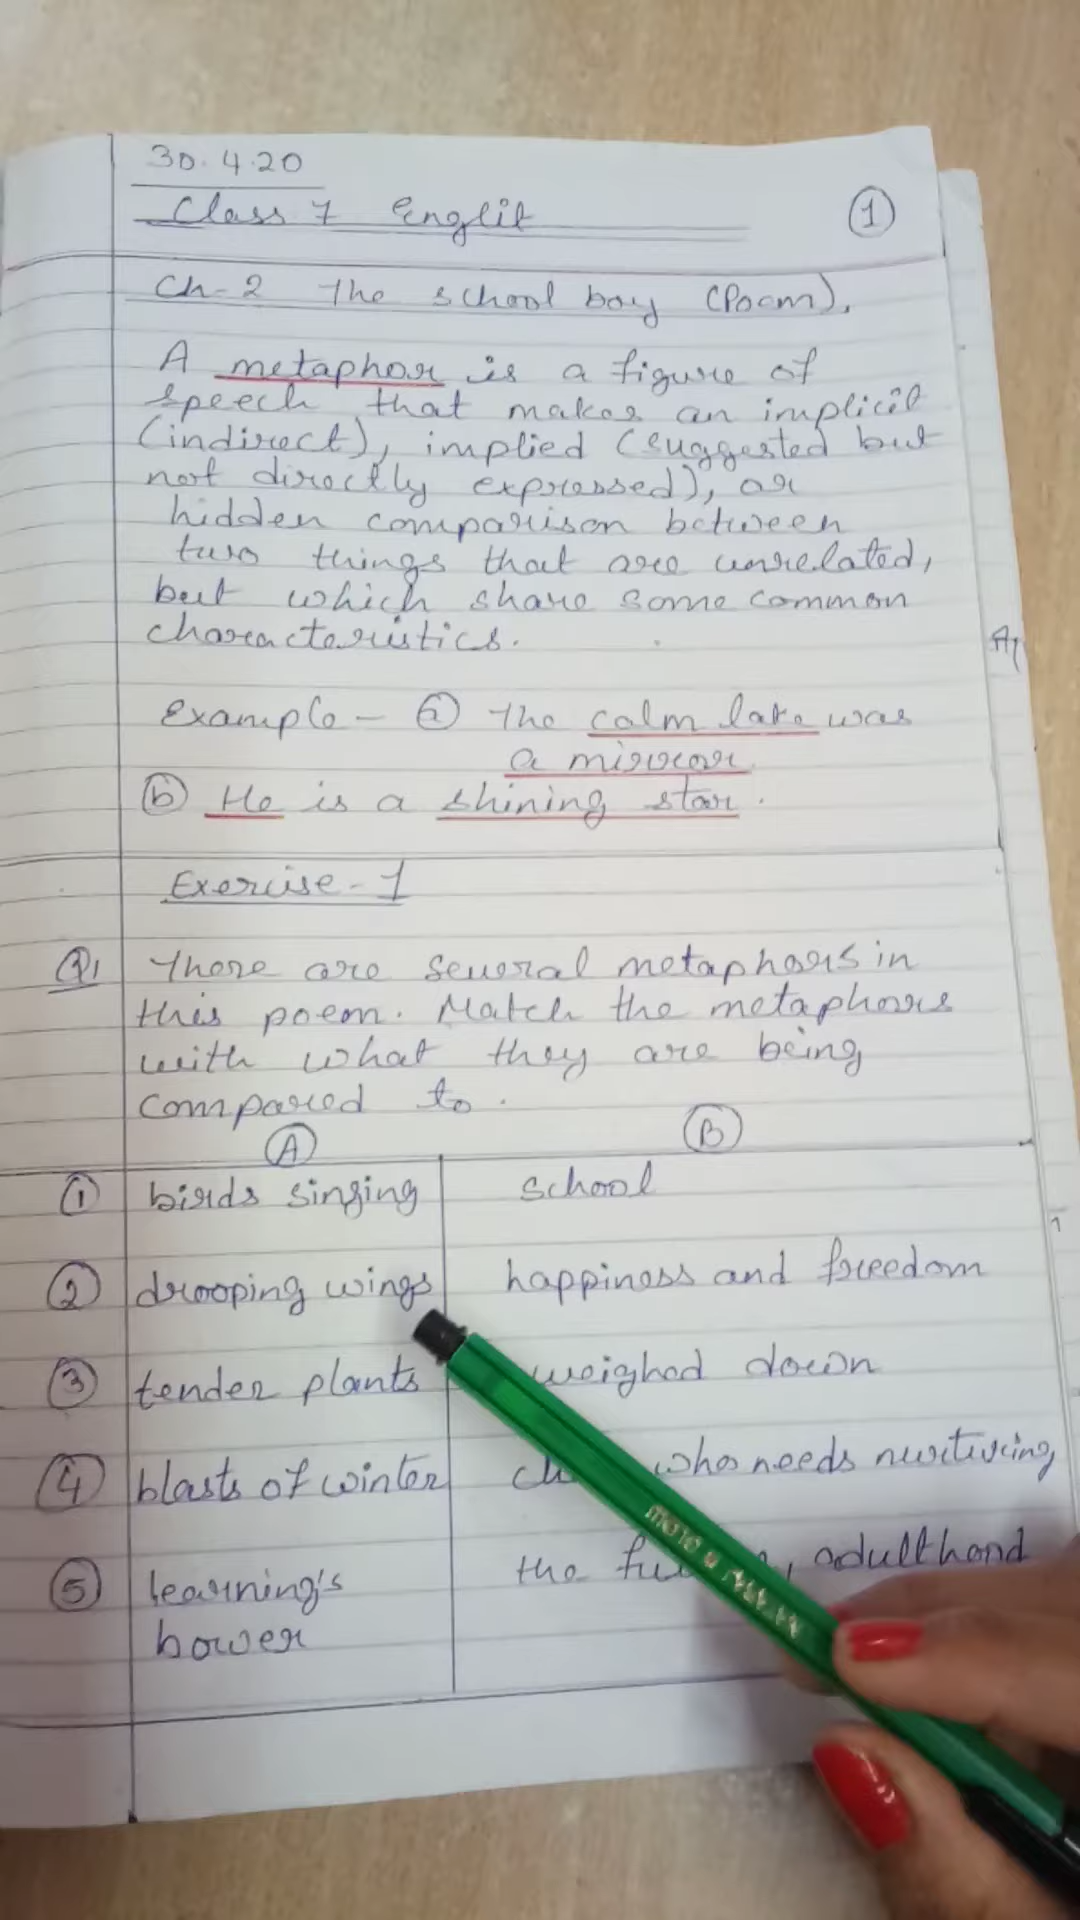 30.4.20
Class 7 Englit
1
Ch-2 The school boy (Poem).
A metaphor is a figure of
speech that makes an implicit
(indirect), implied (suggested but
not directly expressed), or
hidden comparison between
two things that are unrelated,
but which share some common
characteristics.
Example - a The calm lake was
a mirror.
b He is a shining star.
Exercise - 1
Q1 There are several metaphors in
this poem. Match the metaphors
with what they are being
compared to.
A B
1 birds singing school
2 drooping wings happiness and freedom
3 tender plants weighed down
4 blasts of winter who needs nurturing
5 learning's the , adulthood
bower